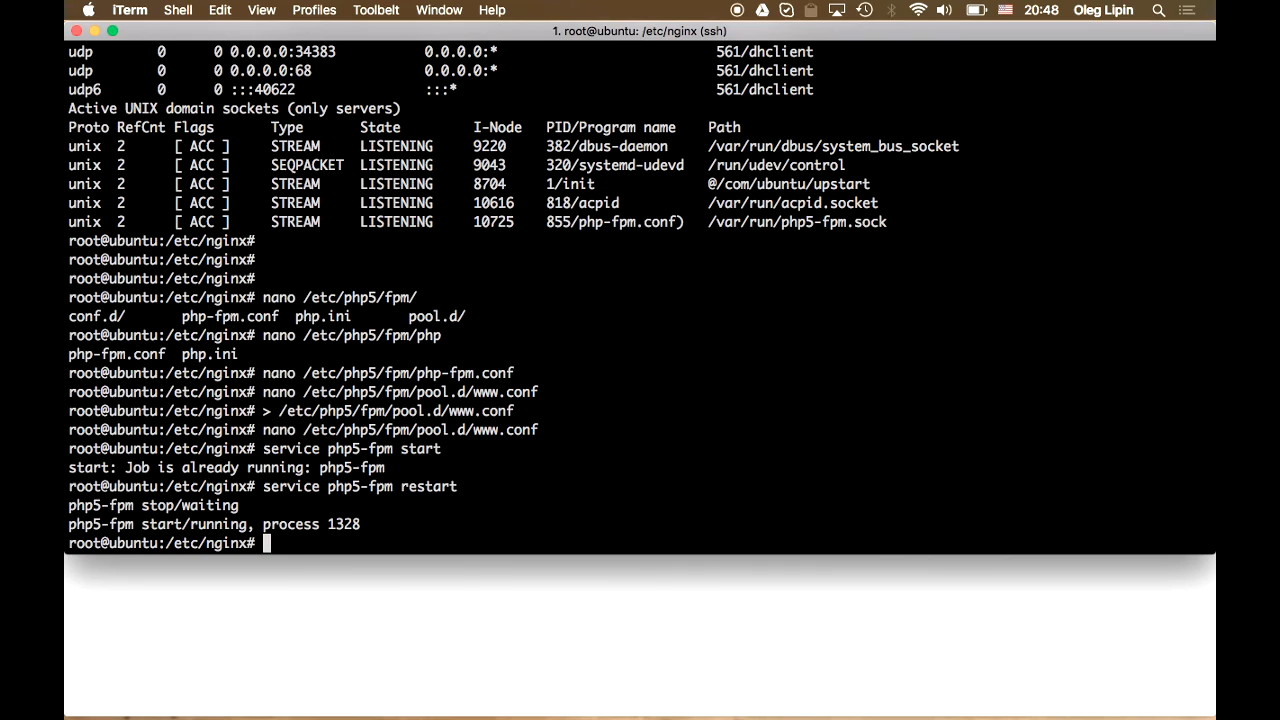 iTerm Shell Edit View Profiles Toolbelt Window Help 20:48 Oleg Lipin
1. root@ubuntu: /etc/nginx (ssh)
udp 0 0 0.0.0.0:34383 0.0.0.0:* 561/dhclient
udp 0 0 0.0.0.0:68 0.0.0.0:* 561/dhclient
udp6 0 0 :::40622 :::* 561/dhclient
Active UNIX domain sockets (only servers)
Proto RefCnt Flags Type State I-Node PID/Program name Path
unix 2 [ ACC ] STREAM LISTENING 9220 382/dbus-daemon /var/run/dbus/system_bus_socket
unix 2 [ ACC ] SEQPACKET LISTENING 9043 320/systemd-udevd /run/udev/control
unix 2 [ ACC ] STREAM LISTENING 8704 1/init @/com/ubuntu/upstart
unix 2 [ ACC ] STREAM LISTENING 10616 818/acpid /var/run/acpid.socket
unix 2 [ ACC ] STREAM LISTENING 10725 855/php-fpm.conf) /var/run/php5-fpm.sock
root@ubuntu:/etc/nginx#
root@ubuntu:/etc/nginx#
root@ubuntu:/etc/nginx#
root@ubuntu:/etc/nginx# nano /etc/php5/fpm/
conf.d/ php-fpm.conf php.ini pool.d/
root@ubuntu:/etc/nginx# nano /etc/php5/fpm/php
php-fpm.conf php.ini
root@ubuntu:/etc/nginx# nano /etc/php5/fpm/php-fpm.conf
root@ubuntu:/etc/nginx# nano /etc/php5/fpm/pool.d/www.conf
root@ubuntu:/etc/nginx# > /etc/php5/fpm/pool.d/www.conf
root@ubuntu:/etc/nginx# nano /etc/php5/fpm/pool.d/www.conf
root@ubuntu:/etc/nginx# service php5-fpm start
start: Job is already running: php5-fpm
root@ubuntu:/etc/nginx# service php5-fpm restart
php5-fpm stop/waiting
php5-fpm start/running, process 1328
root@ubuntu:/etc/nginx#